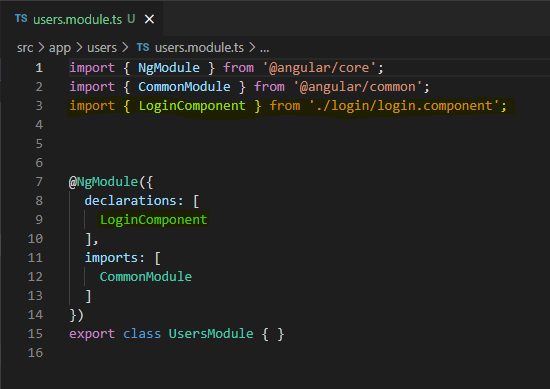 TS users.module.ts U ×
src > app > users > TS users.module.ts > ...
1 import { NgModule } from '@angular/core';
2 import { CommonModule } from '@angular/common';
3 import { LoginComponent } from './login/login.component';
4
5
6
7 @NgModule({
8   declarations: [
9     LoginComponent
10   ],
11   imports: [
12     CommonModule
13   ]
14 })
15 export class UsersModule { }
16